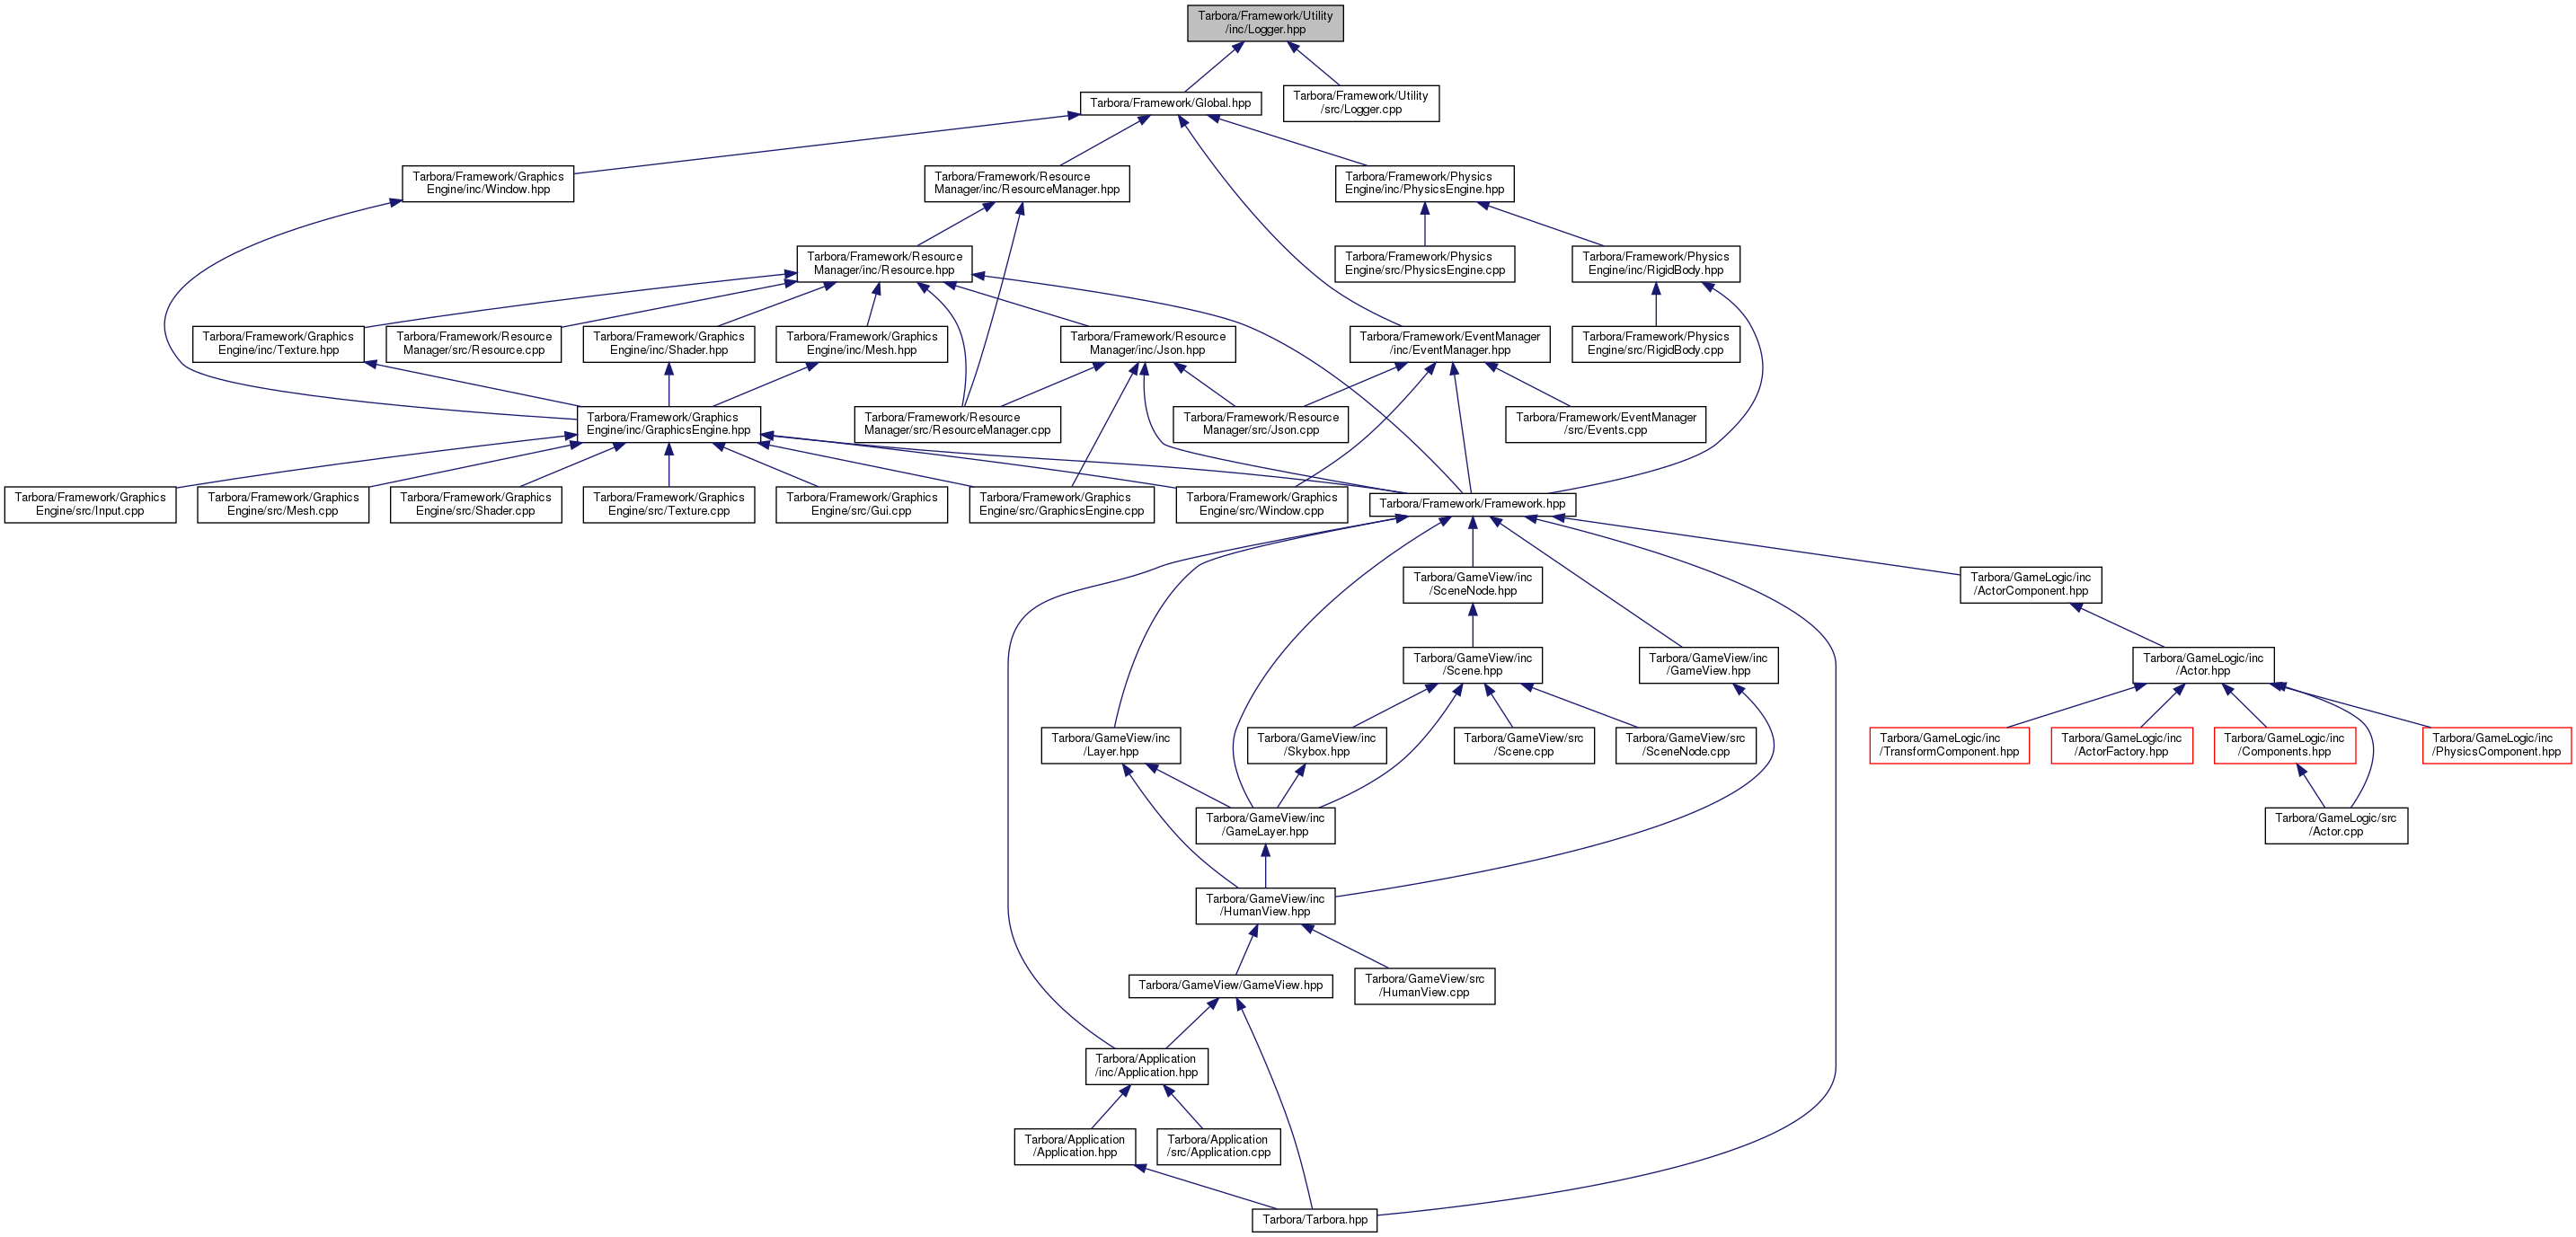 Tarbora/Framework/Utility
/inc/Logger.hpp
Tarbora/Framework/Global.hpp
Tarbora/Framework/Utility
/src/Logger.cpp
Tarbora/Framework/Graphics
Engine/inc/Window.hpp
Tarbora/Framework/Resource
Manager/inc/ResourceManager.hpp
Tarbora/Framework/Physics
Engine/inc/PhysicsEngine.hpp
Tarbora/Framework/Resource
Manager/inc/Resource.hpp
Tarbora/Framework/Physics
Engine/src/PhysicsEngine.cpp
Tarbora/Framework/Physics
Engine/inc/RigidBody.hpp
Tarbora/Framework/Graphics
Engine/inc/Texture.hpp
Tarbora/Framework/Resource
Manager/src/Resource.cpp
Tarbora/Framework/Graphics
Engine/inc/Shader.hpp
Tarbora/Framework/Graphics
Engine/inc/Mesh.hpp
Tarbora/Framework/Resource
Manager/inc/Json.hpp
Tarbora/Framework/EventManager
/inc/EventManager.hpp
Tarbora/Framework/Physics
Engine/src/RigidBody.cpp
Tarbora/Framework/Graphics
Engine/inc/GraphicsEngine.hpp
Tarbora/Framework/Resource
Manager/src/ResourceManager.cpp
Tarbora/Framework/Resource
Manager/src/Json.cpp
Tarbora/Framework/EventManager
/src/Events.cpp
Tarbora/Framework/Graphics
Engine/src/Input.cpp
Tarbora/Framework/Graphics
Engine/src/Mesh.cpp
Tarbora/Framework/Graphics
Engine/src/Shader.cpp
Tarbora/Framework/Graphics
Engine/src/Texture.cpp
Tarbora/Framework/Graphics
Engine/src/Gui.cpp
Tarbora/Framework/Graphics
Engine/src/GraphicsEngine.cpp
Tarbora/Framework/Graphics
Engine/src/Window.cpp
Tarbora/Framework/Framework.hpp
Tarbora/GameView/inc
/SceneNode.hpp
Tarbora/GameLogic/inc
/ActorComponent.hpp
Tarbora/GameView/inc
/Scene.hpp
Tarbora/GameView/inc
/GameView.hpp
Tarbora/GameLogic/inc
/Actor.hpp
Tarbora/GameView/inc
/Layer.hpp
Tarbora/GameView/inc
/Skybox.hpp
Tarbora/GameView/src
/Scene.cpp
Tarbora/GameView/src
/SceneNode.cpp
Tarbora/GameLogic/inc
/TransformComponent.hpp
Tarbora/GameLogic/inc
/ActorFactory.hpp
Tarbora/GameLogic/inc
/Components.hpp
Tarbora/GameLogic/inc
/PhysicsComponent.hpp
Tarbora/GameView/inc
/GameLayer.hpp
Tarbora/GameLogic/src
/Actor.cpp
Tarbora/GameView/inc
/HumanView.hpp
Tarbora/GameView/GameView.hpp
Tarbora/GameView/src
/HumanView.cpp
Tarbora/Application
/inc/Application.hpp
Tarbora/Application
/Application.hpp
Tarbora/Application
/src/Application.cpp
Tarbora/Tarbora.hpp